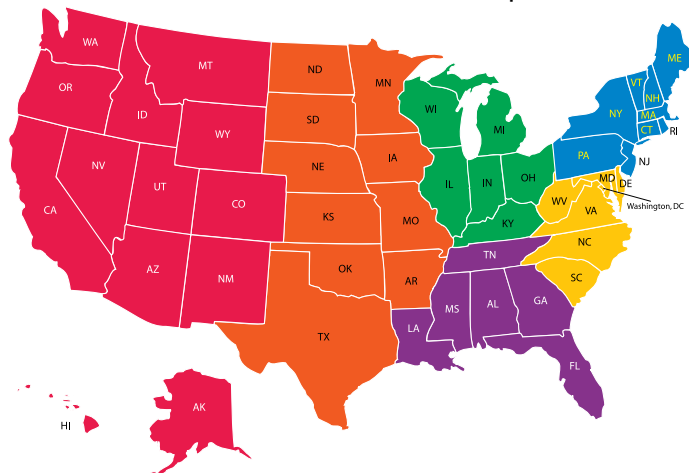 WA
MT
ND
MN
ME
OR
ID
SD
WI
MI
VT
NH
NY
MA
CT
RI
WY
NE
IA
PA
NJ
NV
UT
CO
IL
IN
OH
MD
DE
Washington, DC
CA
KS
MO
KY
WV
VA
AZ
NM
OK
AR
TN
NC
SC
TX
LA
MS
AL
GA
FL
HI
AK